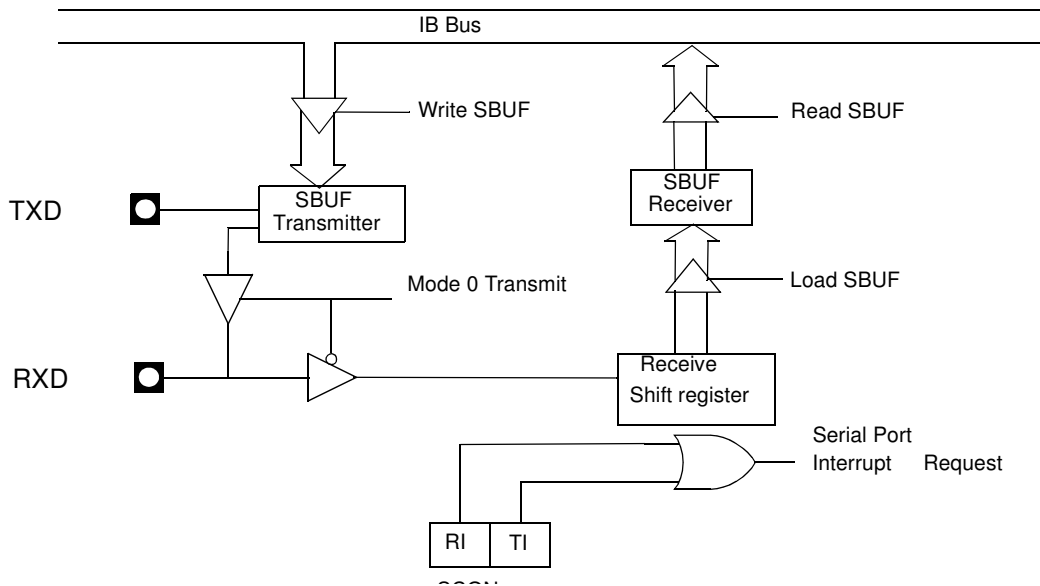 IB Bus
Write SBUF
Read SBUF
TXD
SBUF
Transmitter
SBUF
Receiver
Mode 0 Transmit
Load SBUF
RXD
Receive
Shift register
Serial Port
Interrupt Request
RI
TI